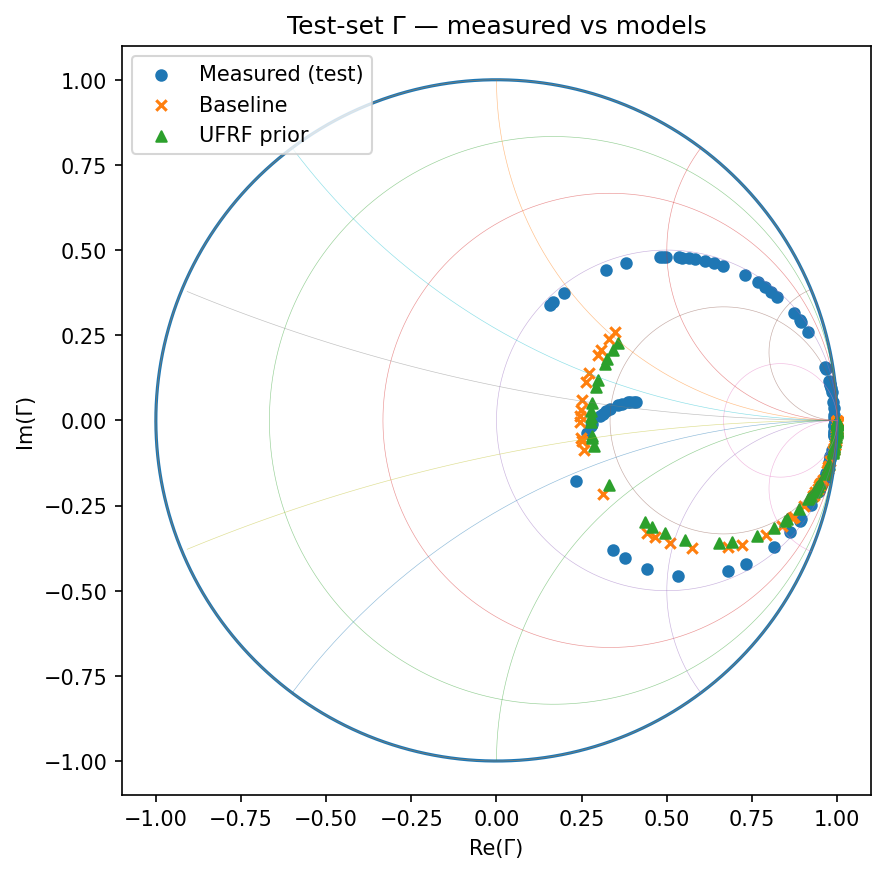 Test-set Γ — measured vs models
Measured (test)
Baseline
UFRF prior
1.00
0.75
0.50
0.25
0.00
−0.25
−0.50
−0.75
−1.00
Im(Γ)
−1.00 −0.75 −0.50 −0.25 0.00 0.25 0.50 0.75 1.00
Re(Γ)